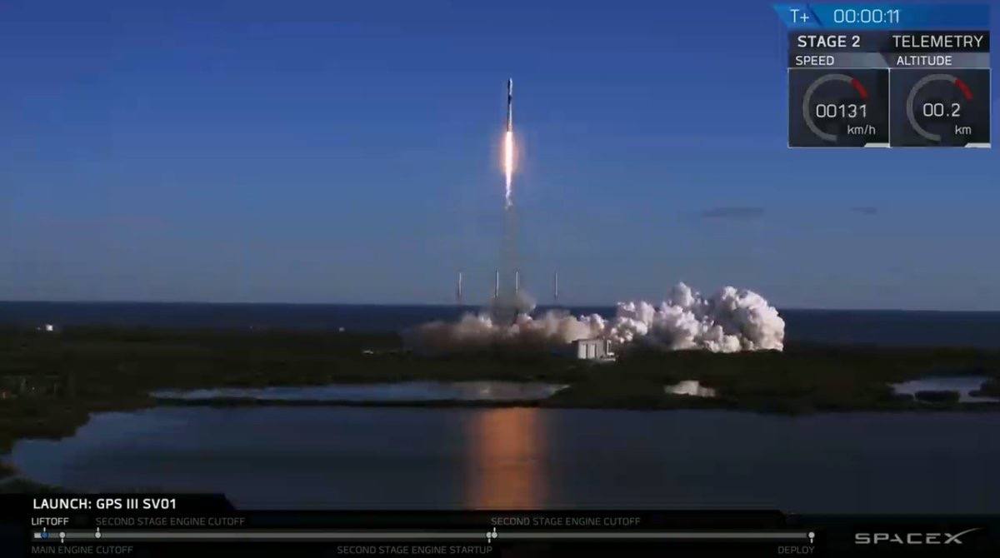 T+ 00:00:11
STAGE 2 TELEMETRY
SPEED ALTITUDE
00131 00.2
km/h km
LAUNCH: GPS III SV01
LIFTOFF SECOND STAGE ENGINE CUTOFF SECOND STAGE ENGINE CUTOFF
MAIN ENGINE CUTOFF SECOND STAGE ENGINE STARTUP DEPLOY
SPACEX